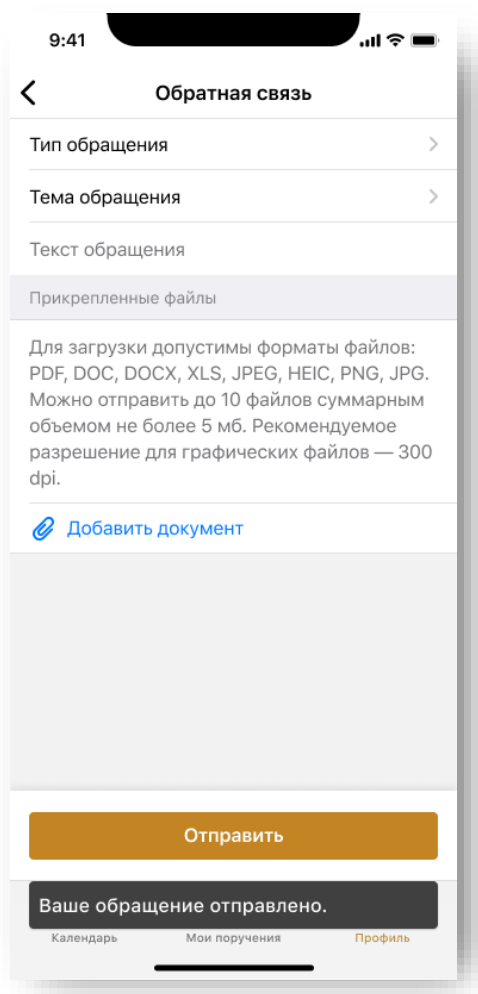 9:41
Обратная связь
Тип обращения
Тема обращения
Текст обращения
Прикрепленные файлы
Для загрузки допустимы форматы файлов:
PDF, DOC, DOCX, XLS, JPEG, HEIC, PNG, JPG.
Можно отправить до 10 файлов суммарным
объемом не более 5 мб. Рекомендуемое
разрешение для графических файлов — 300
dpi.
Добавить документ
Отправить
Ваше обращение отправлено.
Календарь Мои поручения Профиль